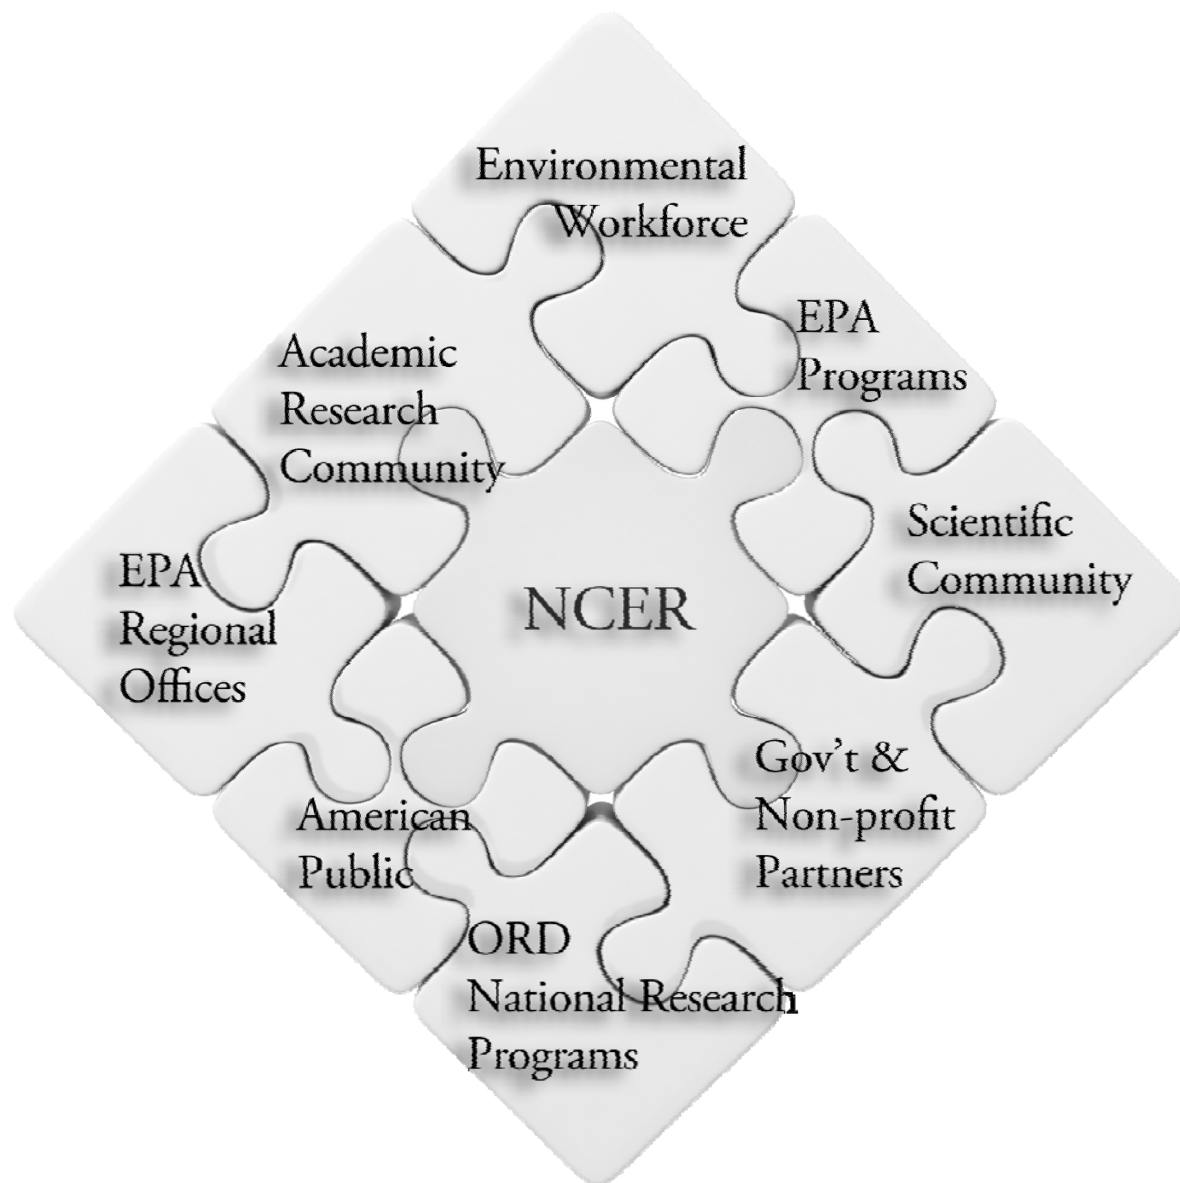 Environmental
Workforce
EPA
Programs
Academic
Research
Community
Scientific
Community
EPA
Regional
Offices
NCER
Gov't &
Non-profit
Partners
American
Public
ORD
National Research
Programs